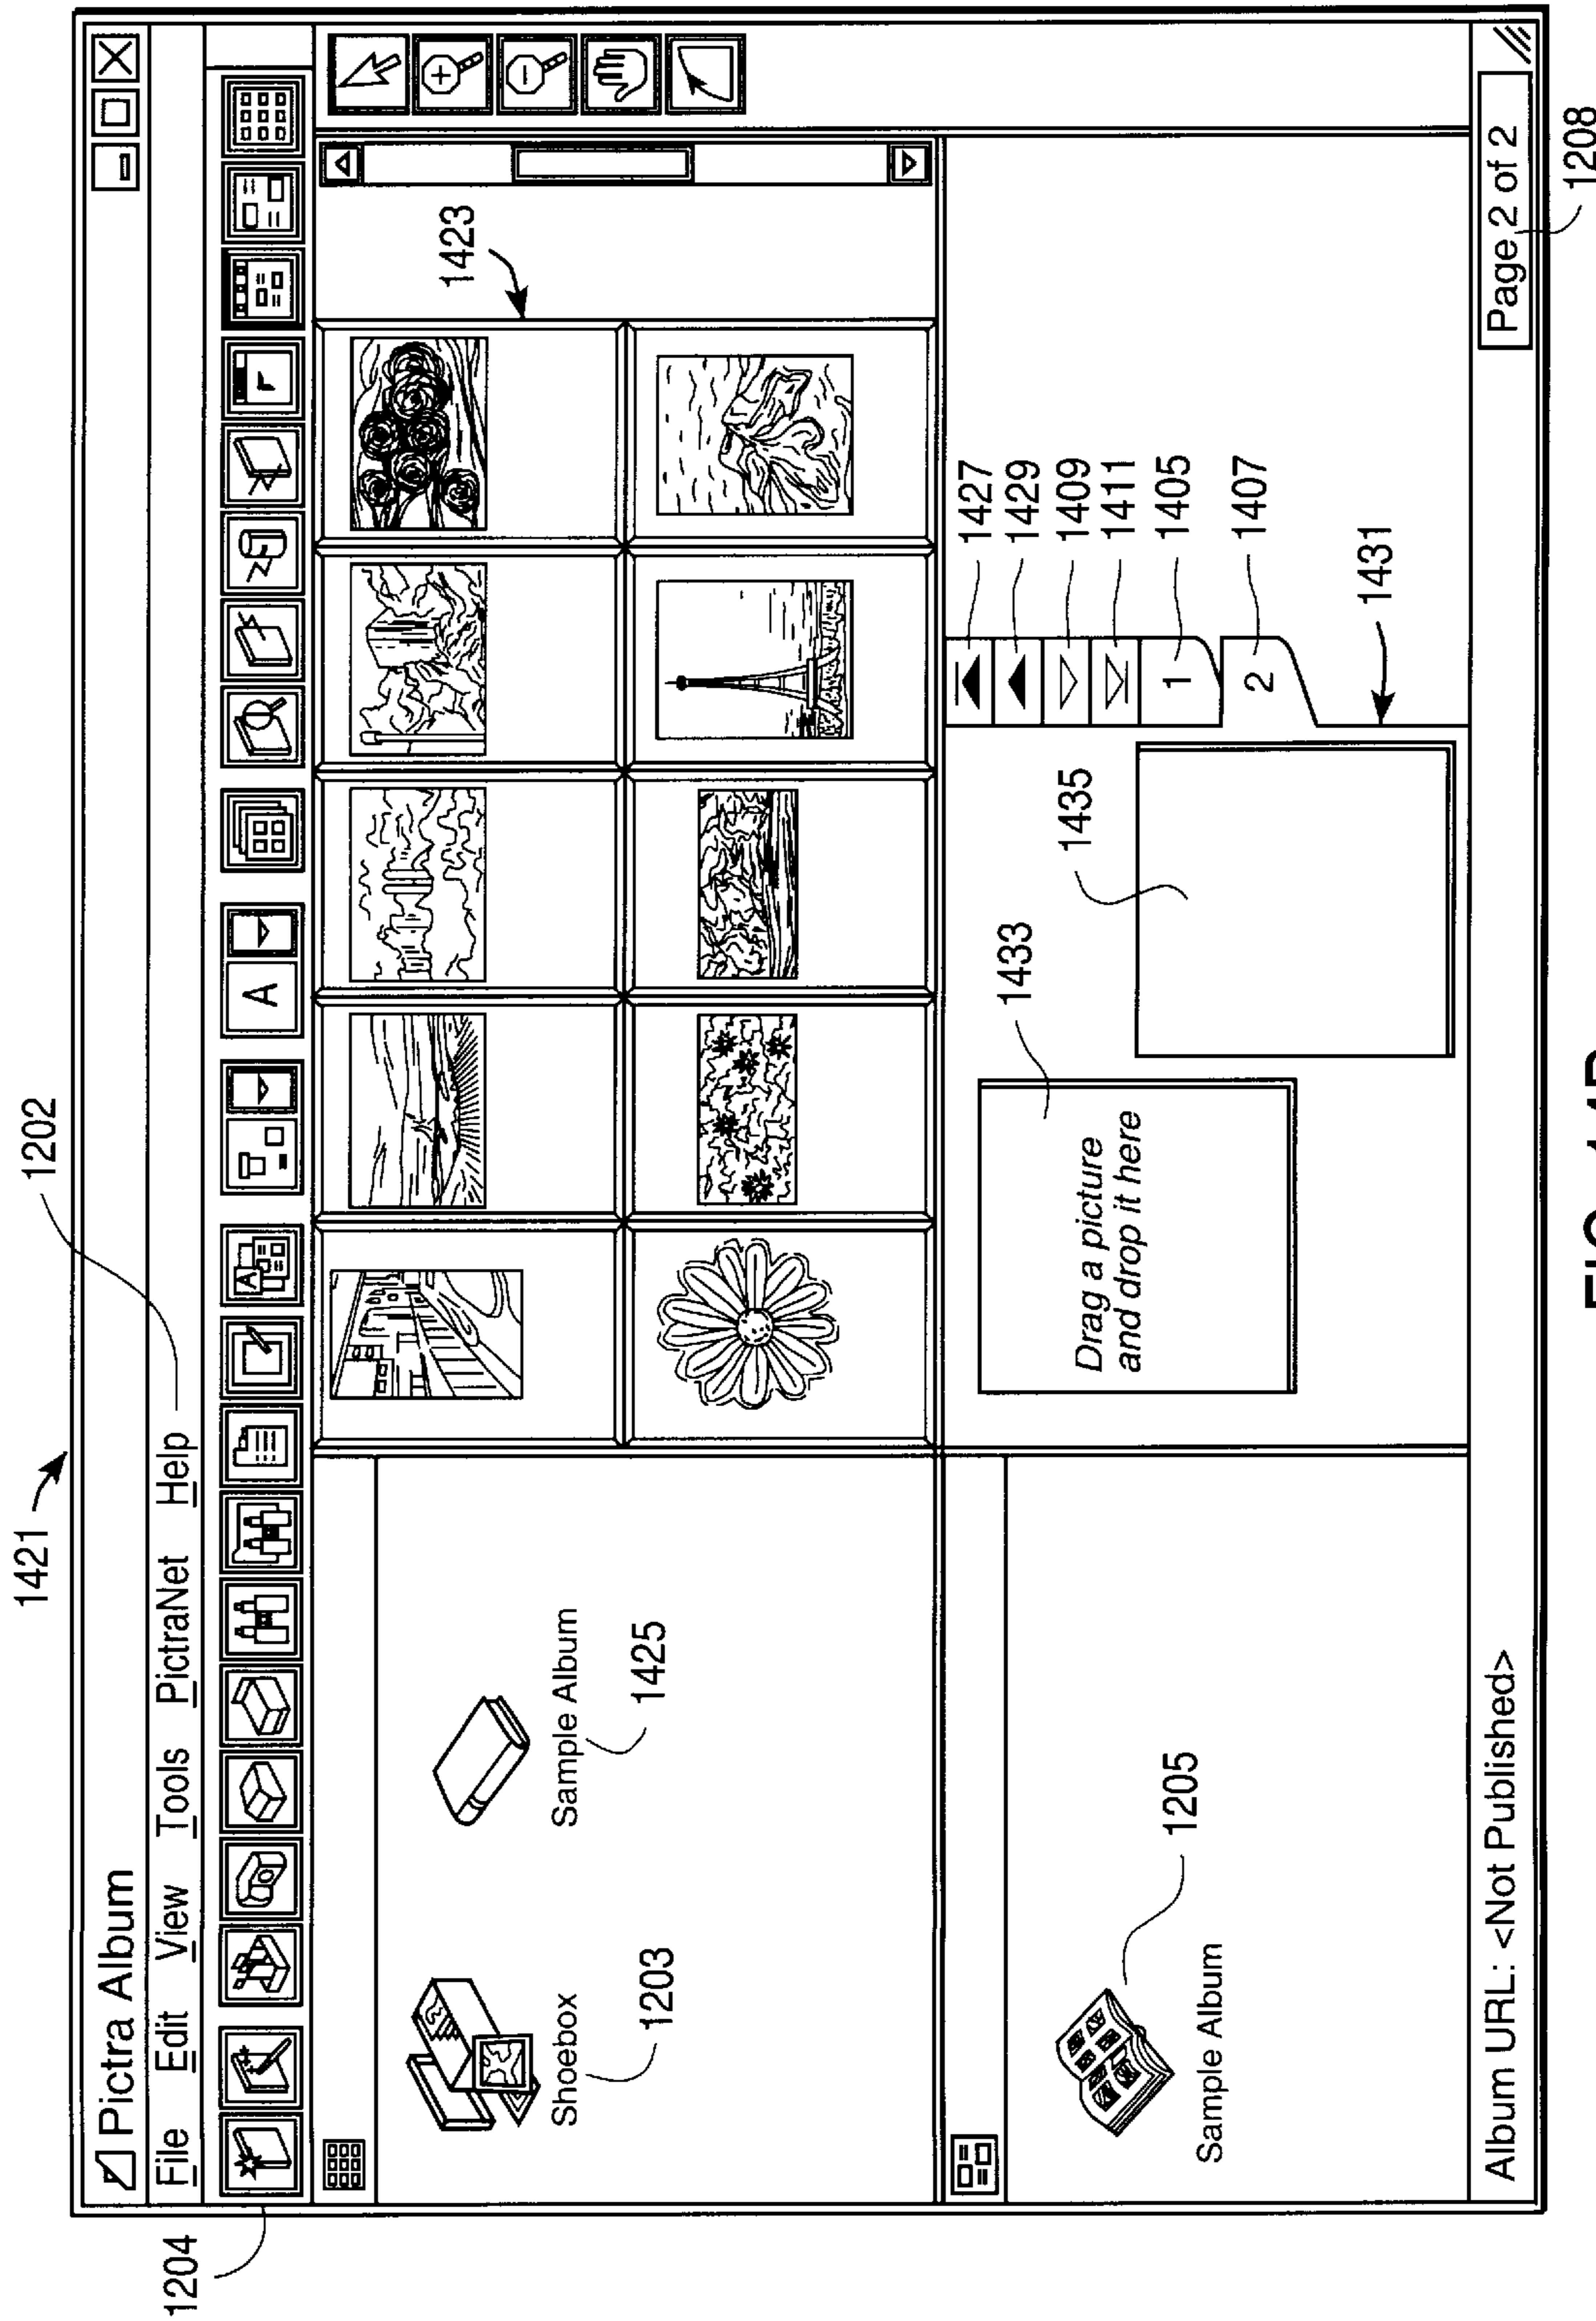 1421
1202
1204
Pictra Album
File Edit View Tools PictraNet Help
A
A
Shoebox
1203
Sample Album
1425
1423
Sample Album
1205
Drag a picture
and drop it here
1433
1435
1427
1429
1409
1411
1 1405
2 1407
1431
Album URL: <Not Published>
Page 2 of 2
1208